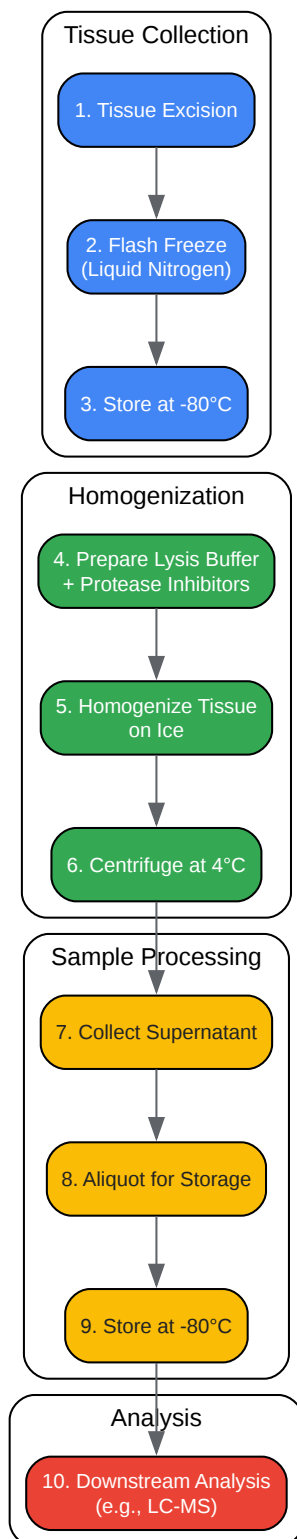 Tissue Collection
1. Tissue Excision
2. Flash Freeze
(Liquid Nitrogen)
3. Store at -80°C
Homogenization
4. Prepare Lysis Buffer
+ Protease Inhibitors
5. Homogenize Tissue
on Ice
6. Centrifuge at 4°C
Sample Processing
7. Collect Supernatant
8. Aliquot for Storage
9. Store at -80°C
Analysis
10. Downstream Analysis
(e.g., LC-MS)